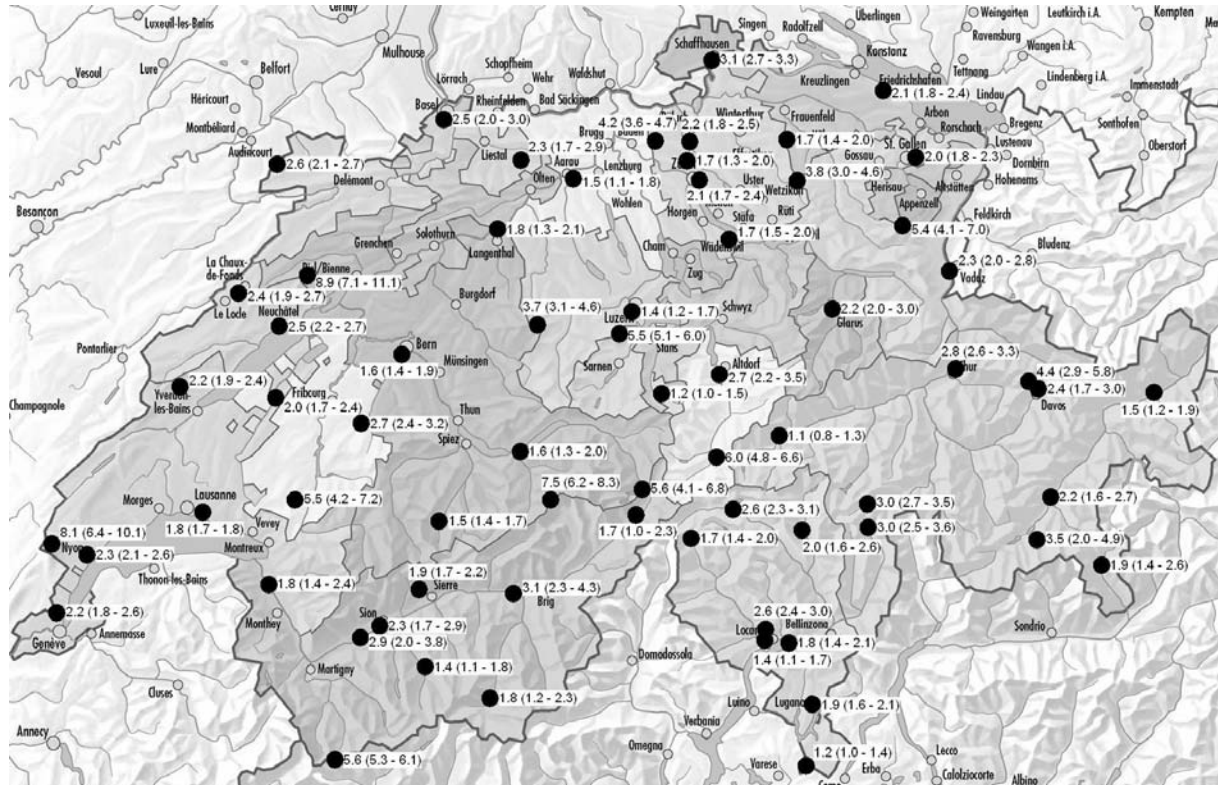 Luxeuil-les-Bains
Cernay
Singen
Überlingen
Weingarten
Leutkirch i.A.
Kempten
Radolfzell
Ravensburg
Mulhouse
Schaffhausen
Konstanz
Wangen i.A.
3.1 (2.7 - 3.3)
Vesoul
Lure
Belfort
Schopfheim
Waldshut
Kreuzlingen
Friedrichshafen
Tettnang
Lindenberg i.A.
Immenstadt
Lörrach
Wehr
2.1 (1.8 - 2.4)
Lindau
Héricourt
Basel
Rheinfelden
Bad Säckingen
Winterthur
Frauenfeld
Arbon
Bregenz
Sonthofen
Montbéliard
2.5 (2.0 - 3.0)
Brugg
4.2 (3.6 - 4.7)
2.2 (1.8 - 2.5)
Rorschach
Audincourt
Liestal
2.3 (1.7 - 2.9)
1.7 (1.4 - 2.0)
St. Gallen
Lustenau
Oberstorf
2.6 (2.1 - 2.7)
Aarau
Lenzburg
1.7 (1.3 - 2.0)
Gossau
2.0 (1.8 - 2.3)
Dornbirn
Delémont
Olten
1.5 (1.1 - 1.8)
Uster
3.8 (3.0 - 4.6)
Altstätten
Hohenems
Wohlen
2.1 (1.7 - 2.4)
Wetzikon
Herisau
Besançon
Horgen
Stäfa
Rüti
Appenzell
Solothurn
1.8 (1.3 - 2.1)
1.7 (1.5 - 2.0)
5.4 (4.1 - 7.0)
Feldkirch
Grenchen
Langenthal
Cham
Wädenswil
Bludenz
La Chaux-
de-Fonds
Biel/Bienne
Zug
2.3 (2.0 - 2.8)
Vaduz
8.9 (7.1 - 11.1)
2.4 (1.9 - 2.7)
Burgdorf
3.7 (3.1 - 4.6)
1.4 (1.2 - 1.7)
Schwyz
2.2 (2.0 - 3.0)
Le Locle
Neuchâtel
Luzern
Glarus
2.5 (2.2 - 2.7)
5.5 (5.1 - 6.0)
Pontarlier
Bern
Stans
1.6 (1.4 - 1.9)
Münsingen
Sarnen
Altdorf
2.8 (2.6 - 3.3)
2.7 (2.2 - 3.5)
4.4 (2.9 - 5.8)
2.2 (1.9 - 2.4)
Fribourg
1.2 (1.0 - 1.5)
2.4 (1.7 - 3.0)
Champagnole
Yverdon-
les-Bains
2.0 (1.7 - 2.4)
Davos
1.5 (1.2 - 1.9)
Thun
2.7 (2.4 - 3.2)
Spiez
1.6 (1.3 - 2.0)
1.1 (0.8 - 1.3)
6.0 (4.8 - 6.6)
7.5 (6.2 - 8.3)
5.6 (4.1 - 6.8)
Morges
Lausanne
5.5 (4.2 - 7.2)
2.6 (2.3 - 3.1)
3.0 (2.7 - 3.5)
2.2 (1.6 - 2.7)
1.8 (1.7 - 1.8)
Vevey
1.5 (1.4 - 1.7)
1.7 (1.0 - 2.3)
3.0 (2.5 - 3.6)
8.1 (6.4 - 10.1)
Nyon
Montreux
1.7 (1.4 - 2.0)
2.0 (1.6 - 2.6)
3.5 (2.0 - 4.9)
2.3 (2.1 - 2.6)
Thonon-les-Bains
1.9 (1.4 - 2.6)
1.8 (1.4 - 2.4)
1.9 (1.7 - 2.2)
Sierre
3.1 (2.3 - 4.3)
Brig
2.2 (1.8 - 2.6)
Monthey
Sion
2.6 (2.4 - 3.0)
Genève
Annemasse
2.3 (1.7 - 2.9)
Bellinzona
Sondrio
2.9 (2.0 - 3.8)
1.8 (1.4 - 2.1)
Martigny
1.4 (1.1 - 1.8)
Domodossola
1.4 (1.1 - 1.7)
Cluses
1.8 (1.2 - 2.3)
Luino
Lugano
1.9 (1.6 - 2.1)
Verbania
Annecy
Omegna
1.2 (1.0 - 1.4)
Lecco
5.6 (5.3 - 6.1)
Varese
Erba
Calolziocorte
Albino